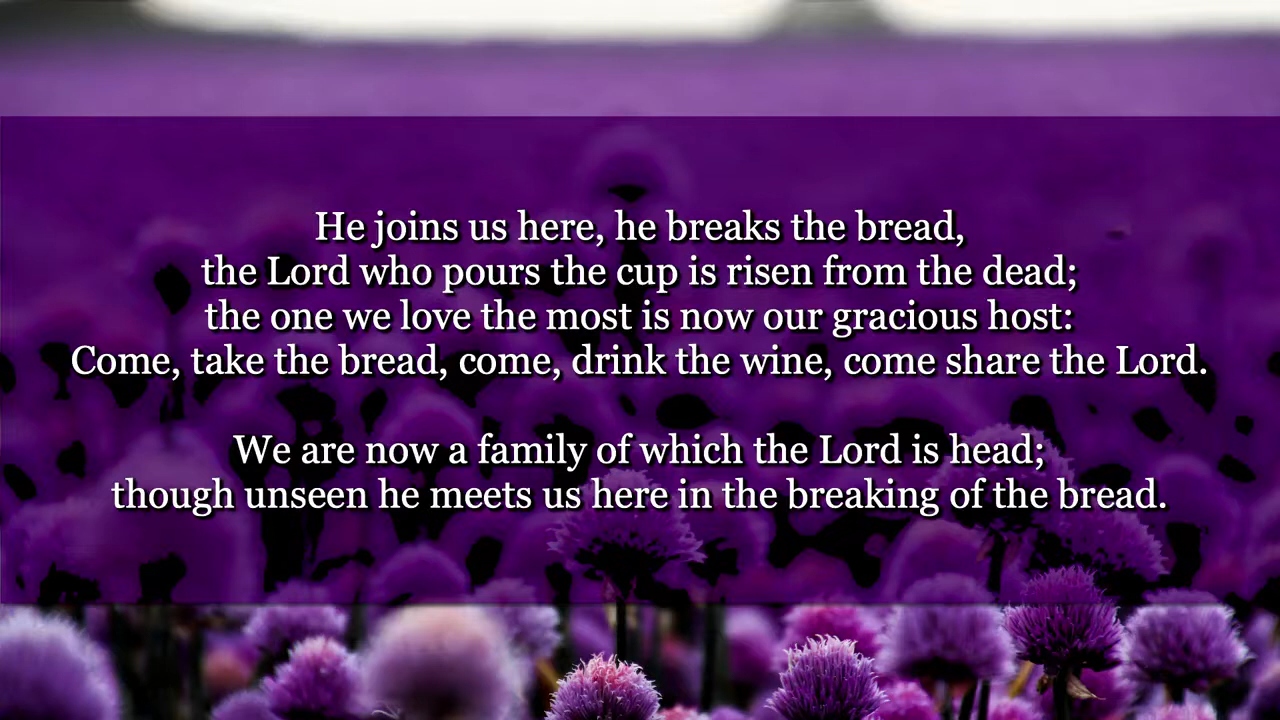 He joins us here, he breaks the bread,
the Lord who pours the cup is risen from the dead;
the one we love the most is now our gracious host:
Come, take the bread, come, drink the wine, come share the Lord.
We are now a family of which the Lord is head;
though unseen he meets us here in the breaking of the bread.